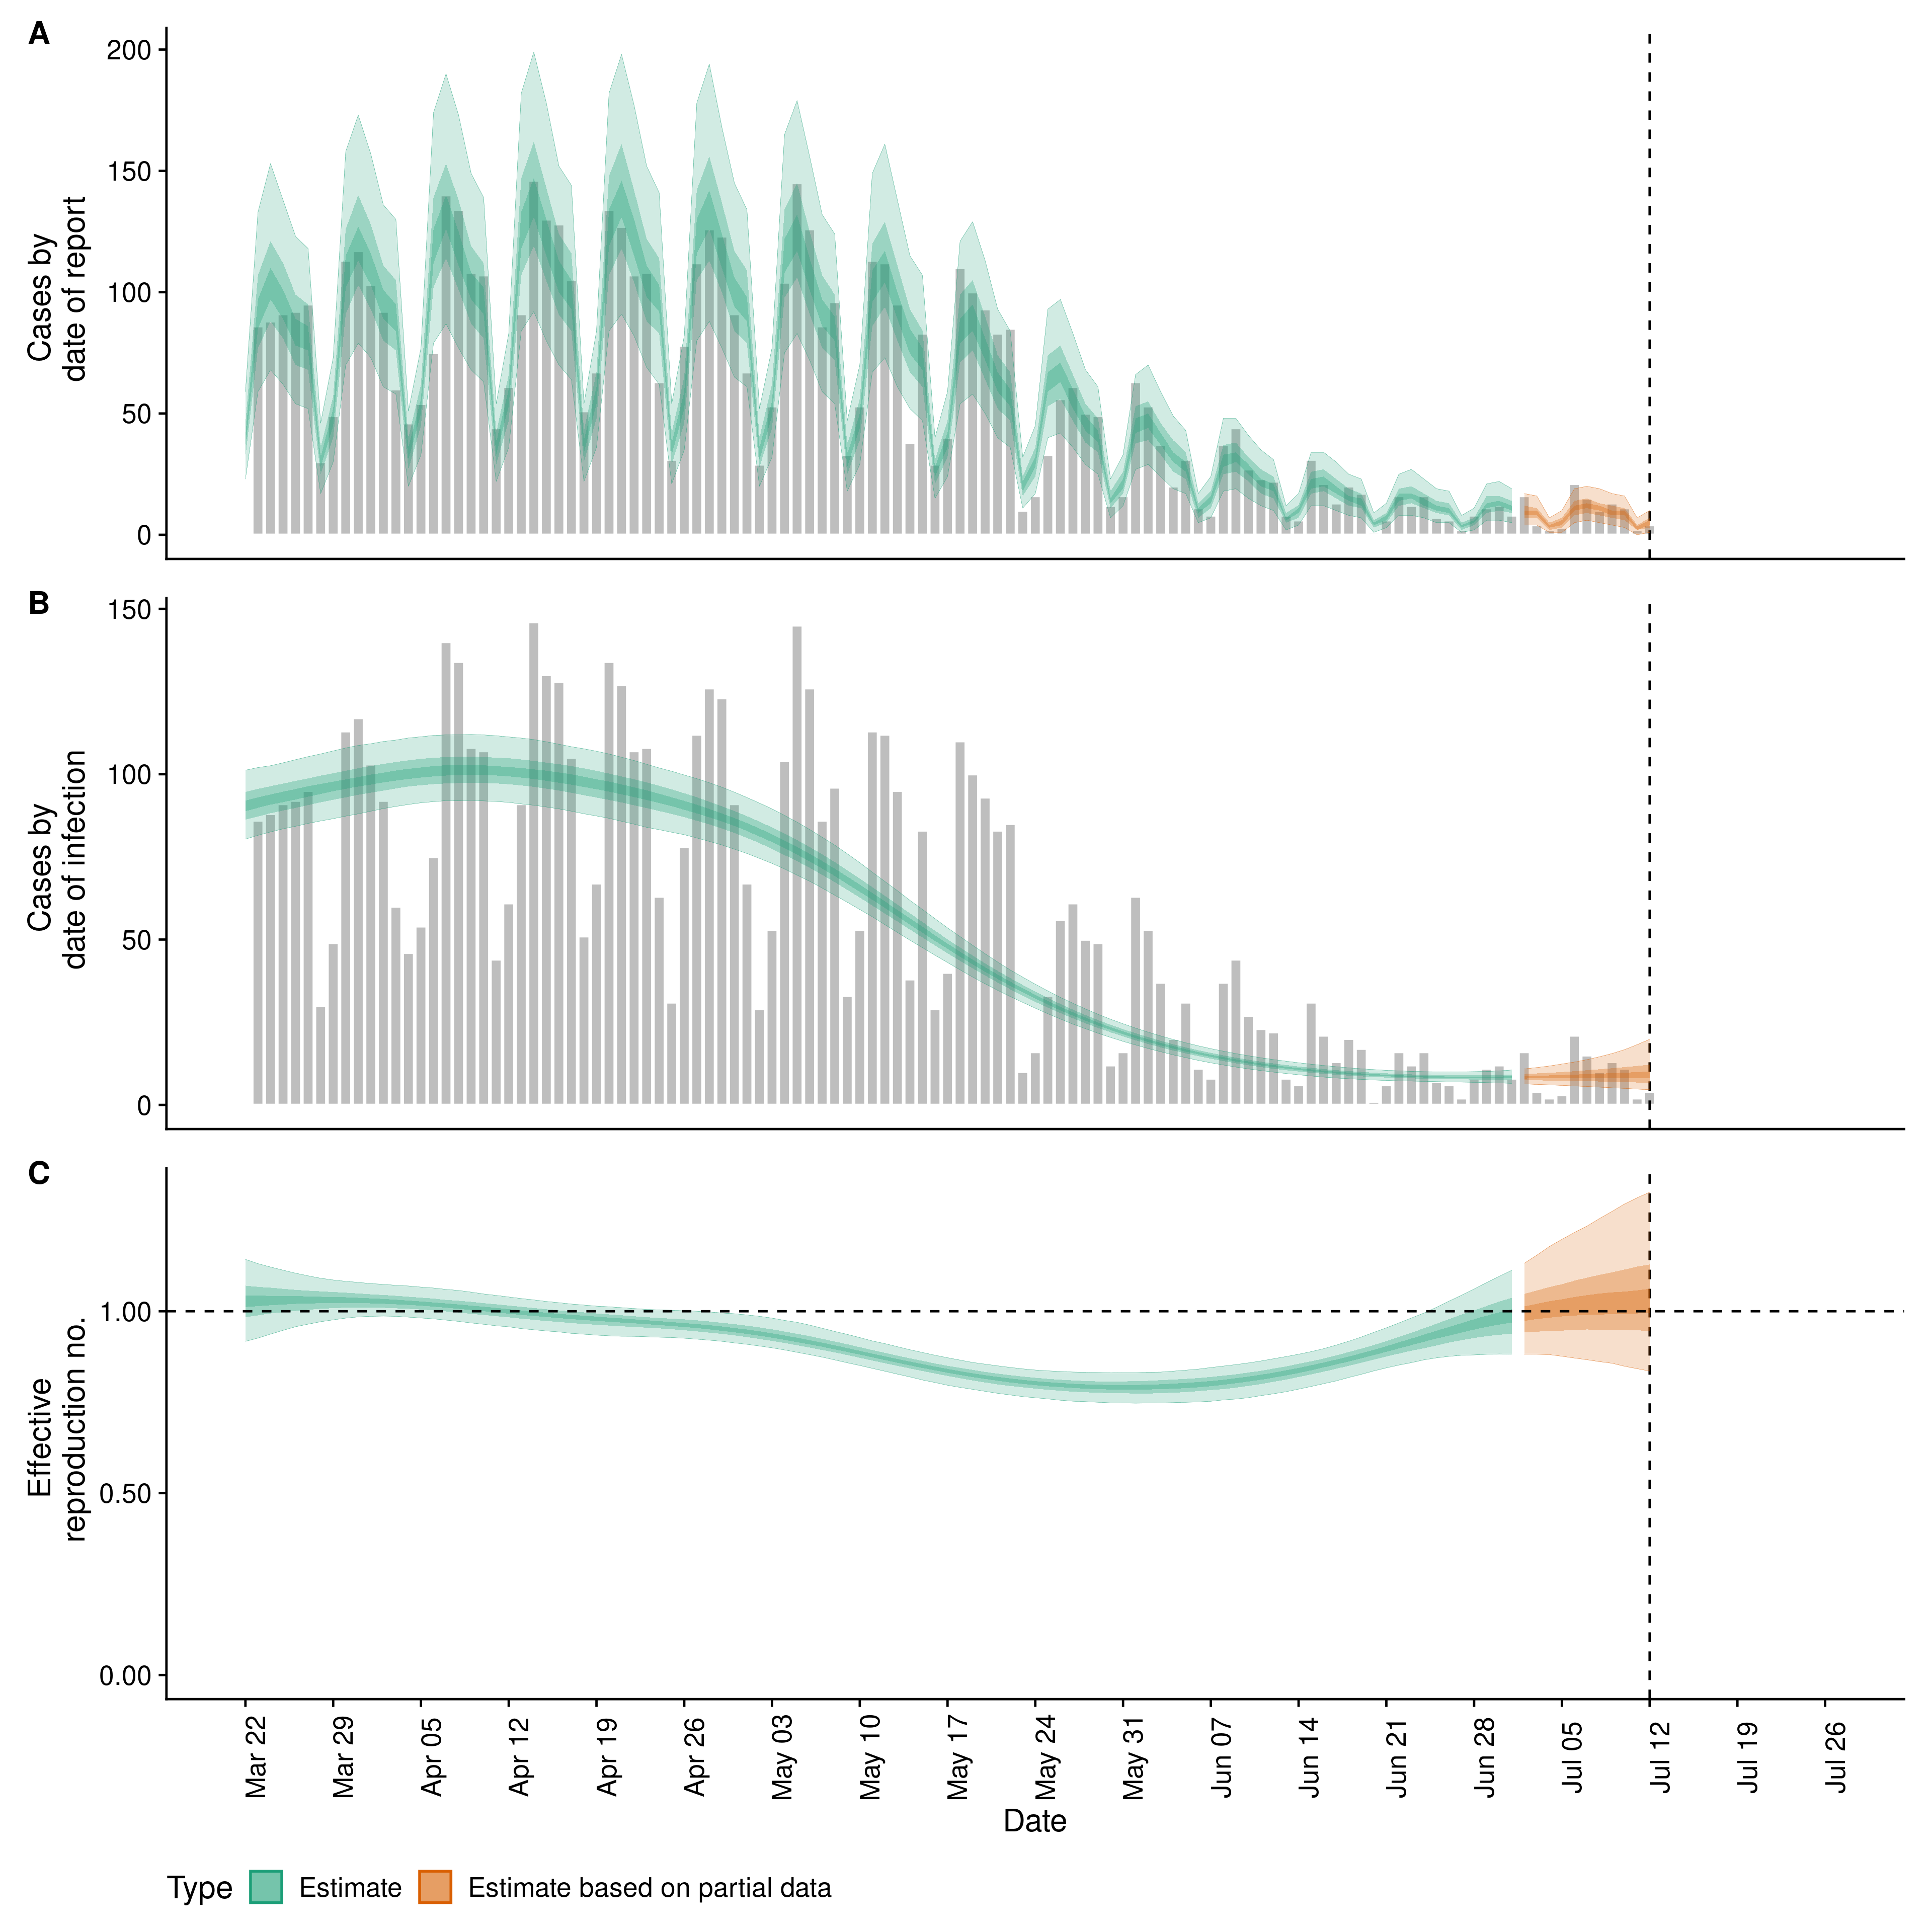 A
200
150
100
50
0
Cases by
date of report
B
150
100
50
0
Cases by
date of infection
C
1.00
0.50
0.00
Effective
reproduction no.
Mar 22
Mar 29
Apr 05
Apr 12
Apr 19
Apr 26
May 03
May 10
May 17
May 24
May 31
Jun 07
Jun 14
Jun 21
Jun 28
Jul 05
Jul 12
Jul 19
Jul 26
Date
Type Estimate Estimate based on partial data